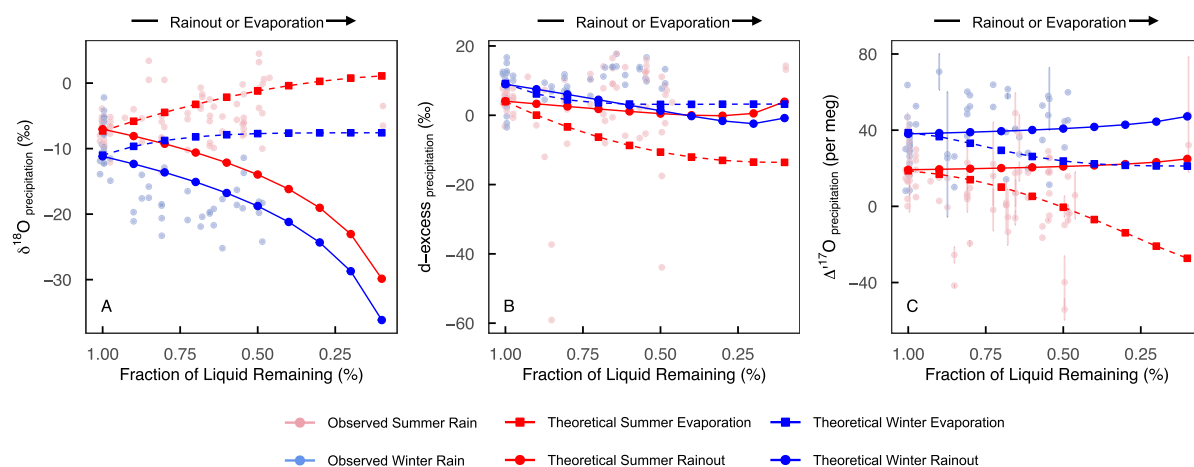 Rainout or Evaporation
Rainout or Evaporation
Rainout or Evaporation
0
−10
−20
−30
δ¹⁸O precipitation (‰)
A
1.00 0.75 0.50 0.25
Fraction of Liquid Remaining (%)
20
0
−20
−40
−60
d−excess precipitation (‰)
B
1.00 0.75 0.50 0.25
Fraction of Liquid Remaining (%)
80
40
0
−40
Δ'¹⁷O precipitation (per meg)
C
1.00 0.75 0.50 0.25
Fraction of Liquid Remaining (%)
Observed Summer Rain
Theoretical Summer Evaporation
Theoretical Winter Evaporation
Observed Winter Rain
Theoretical Summer Rainout
Theoretical Winter Rainout